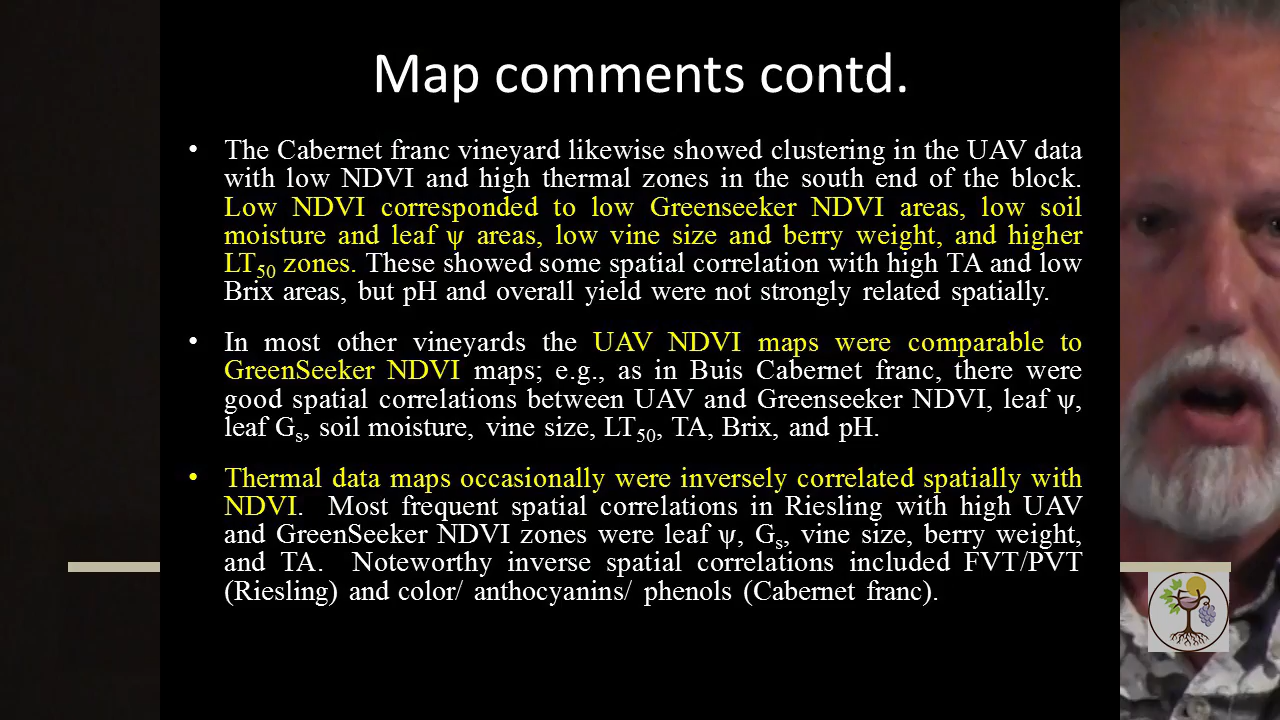 Map comments contd.
• The Cabernet franc vineyard likewise showed clustering in the UAV data
with low NDVI and high thermal zones in the south end of the block.
Low NDVI corresponded to low Greenseeker NDVI areas, low soil
moisture and leaf ψ areas, low vine size and berry weight, and higher
LT50 zones. These showed some spatial correlation with high TA and low
Brix areas, but pH and overall yield were not strongly related spatially.
• In most other vineyards the UAV NDVI maps were comparable to
GreenSeeker NDVI maps; e.g., as in Buis Cabernet franc, there were
good spatial correlations between UAV and Greenseeker NDVI, leaf ψ,
leaf Gs, soil moisture, vine size, LT50, TA, Brix, and pH.
• Thermal data maps occasionally were inversely correlated spatially with
NDVI. Most frequent spatial correlations in Riesling with high UAV
and GreenSeeker NDVI zones were leaf ψ, Gs, vine size, berry weight,
and TA. Noteworthy inverse spatial correlations included FVT/PVT
(Riesling) and color/ anthocyanins/ phenols (Cabernet franc).